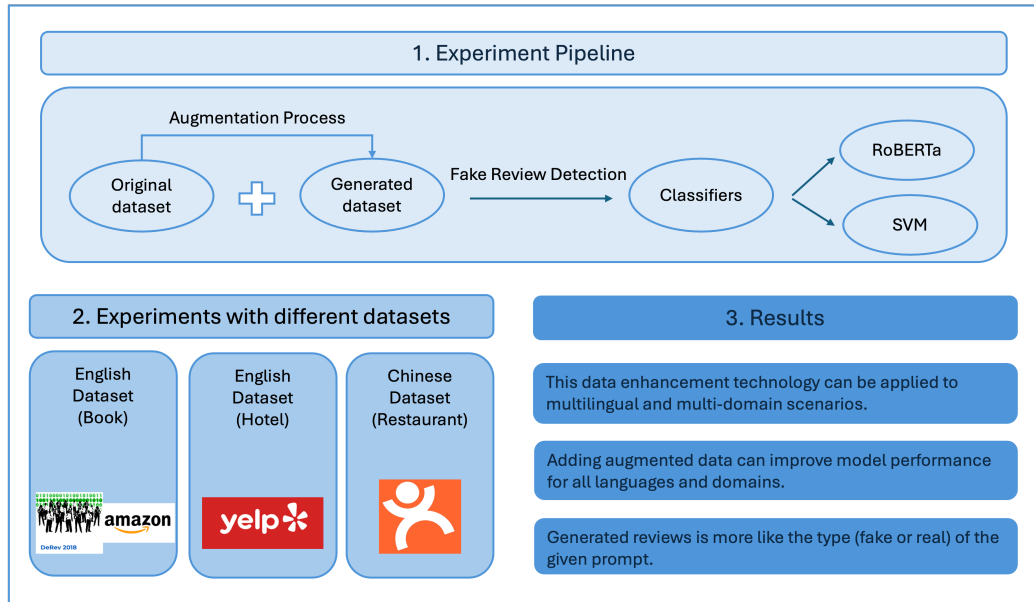 1. Experiment Pipeline
Augmentation Process
Original
dataset
Generated
dataset
Fake Review Detection
Classifiers
RoBERTa
SVM
2. Experiments with different datasets
English
Dataset
(Book)
English
Dataset
(Hotel)
Chinese
Dataset
(Restaurant)
DeRev 2018
amazon
yelp
3. Results
This data enhancement technology can be applied to
multilingual and multi-domain scenarios.
Adding augmented data can improve model performance
for all languages and domains.
Generated reviews is more like the type (fake or real) of the
given prompt.